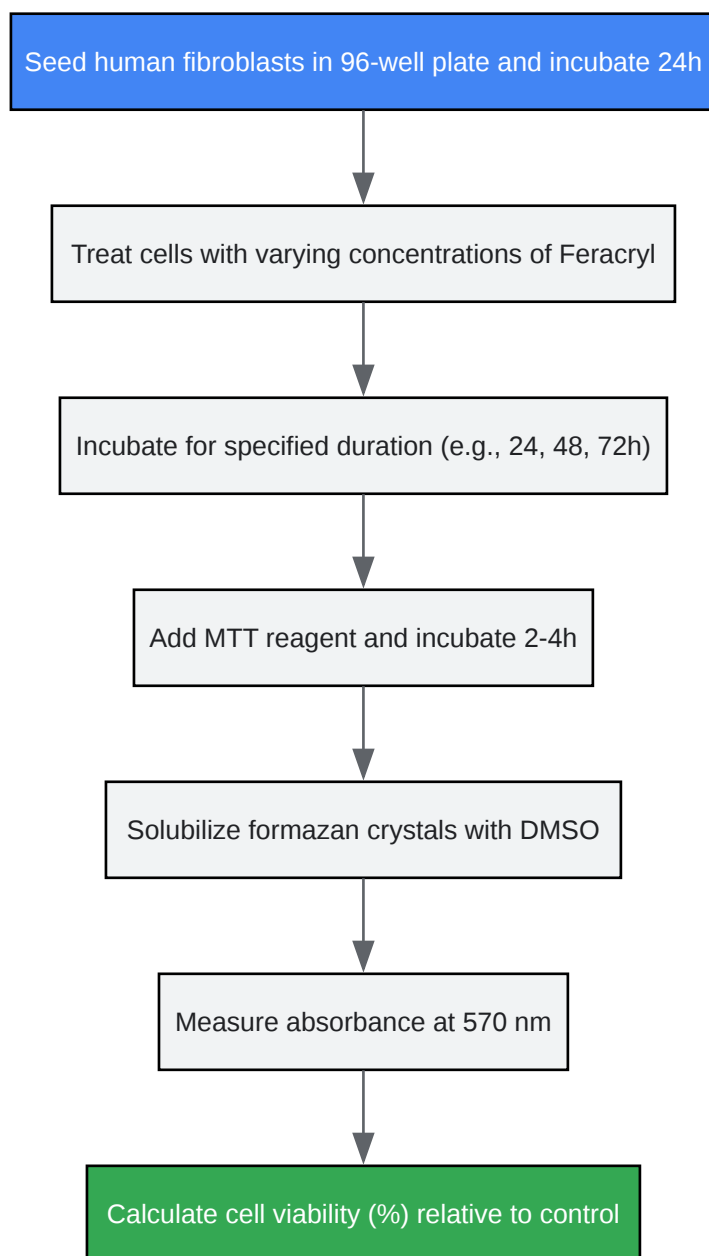 Seed human fibroblasts in 96-well plate and incubate 24h
Treat cells with varying concentrations of Feracryl
Incubate for specified duration (e.g., 24, 48, 72h)
Add MTT reagent and incubate 2-4h
Solubilize formazan crystals with DMSO
Measure absorbance at 570 nm
Calculate cell viability (%) relative to control